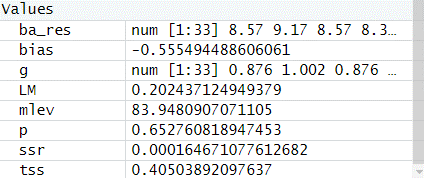 Values
ba_res num [1:33] 8.57 9.17 8.57 8.3…
bias -0.555494488606061
g num [1:33] 0.876 1.002 0.876 …
LM 0.202437124949379
mlev 83.9480907071105
p 0.652760818947453
ssr 0.000164671077612682
tss 0.40503892097637